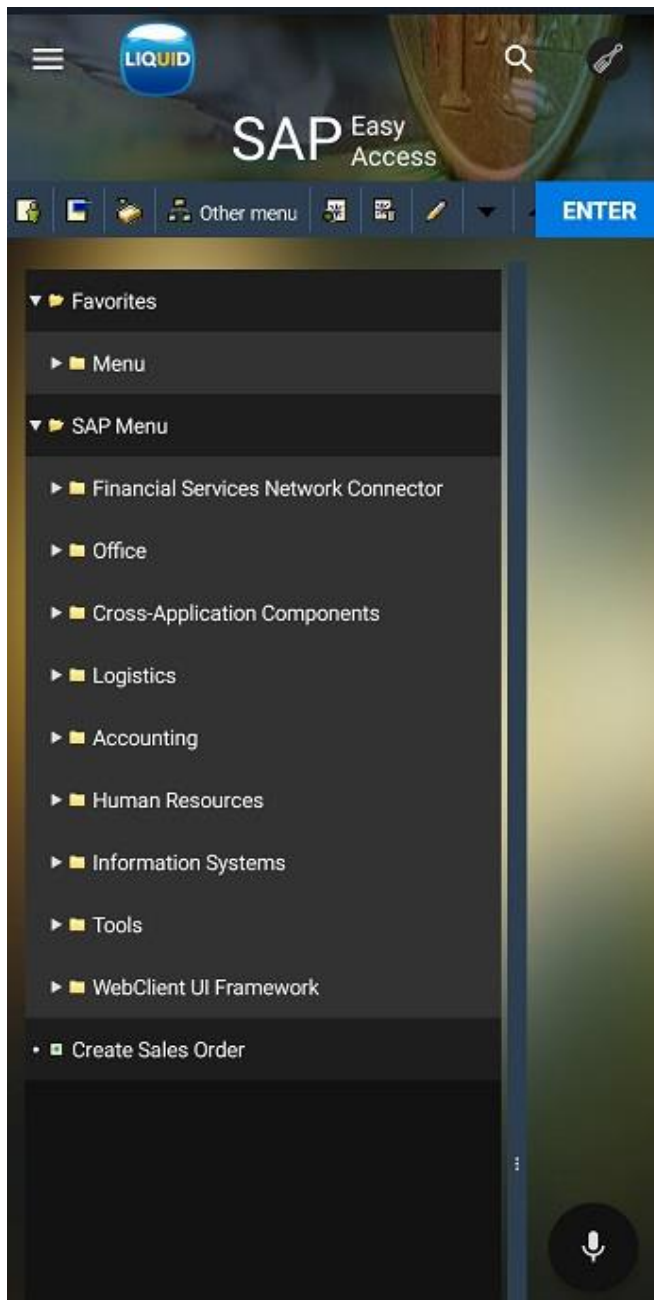 LIQUID
SAP Easy Access
Other menu
ENTER
Favorites
Menu
SAP Menu
Financial Services Network Connector
Office
Cross-Application Components
Logistics
Accounting
Human Resources
Information Systems
Tools
WebClient UI Framework
Create Sales Order